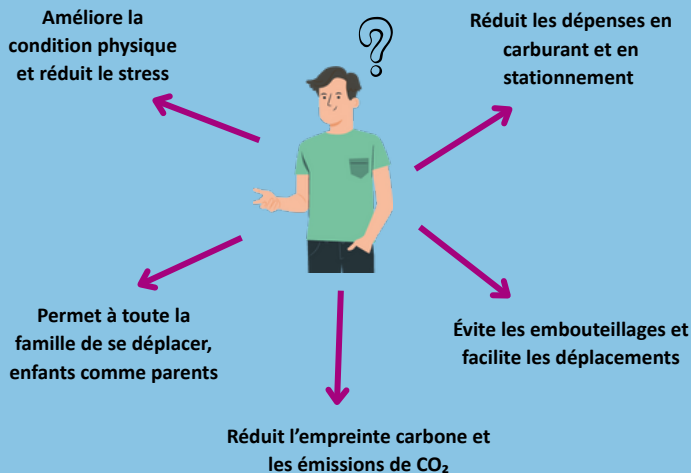 Améliore la
condition physique
et réduit le stress
?
Réduit les dépenses en
carburant et en
stationnement
Permet à toute la
famille de se déplacer,
enfants comme parents
Évite les embouteillages et
facilite les déplacements
Réduit l’empreinte carbone et
les émissions de CO₂